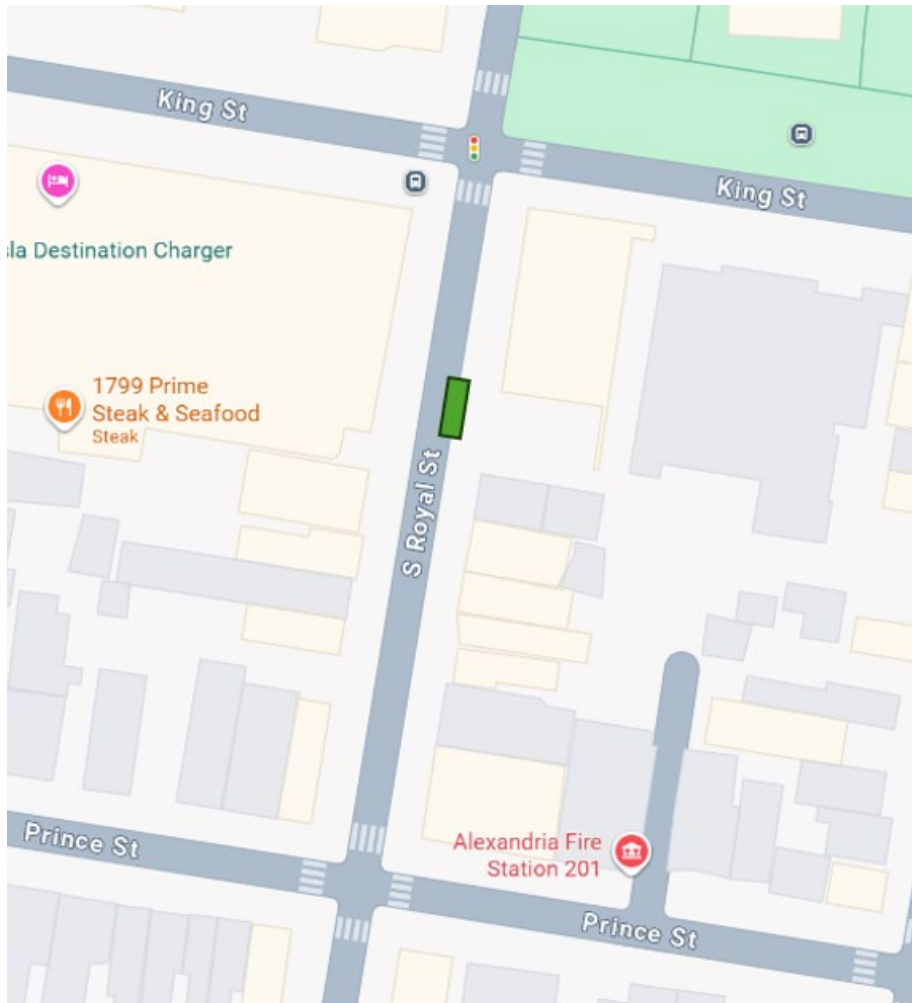 King St
King St
sla Destination Charger
1799 Prime
Steak & Seafood
Steak
S Royal St
Alexandria Fire
Station 201
Prince St
Prince St